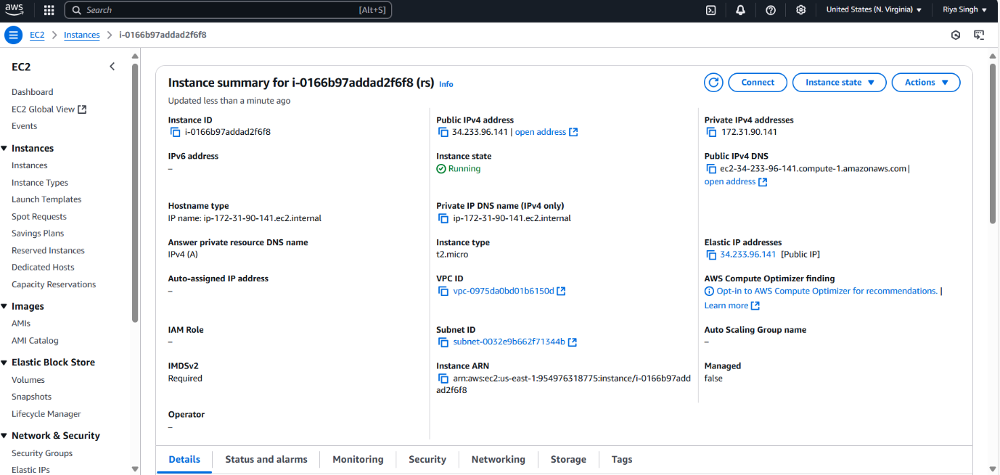 aws
Search [Alt+S]
United States (N. Virginia) Riya Singh
EC2 Instances i-0166b97addad2f6f8
EC2
Dashboard
EC2 Global View
Events
Instances
Instances
Instance Types
Launch Templates
Spot Requests
Savings Plans
Reserved Instances
Dedicated Hosts
Capacity Reservations
Images
AMIs
AMI Catalog
Elastic Block Store
Volumes
Snapshots
Lifecycle Manager
Network & Security
Security Groups
Elastic IPs
Instance summary for i-0166b97addad2f6f8 (rs) Info
Updated less than a minute ago
Connect
Instance state
Actions
Instance ID
i-0166b97addad2f6f8
Public IPv4 address
34.233.96.141 | open address
Private IPv4 addresses
172.31.90.141
IPv6 address
–
Instance state
Running
Public IPv4 DNS
ec2-34-233-96-141.compute-1.amazonaws.com |
open address
Hostname type
IP name: ip-172-31-90-141.ec2.internal
Private IP DNS name (IPv4 only)
ip-172-31-90-141.ec2.internal
Answer private resource DNS name
IPv4 (A)
Instance type
t2.micro
Elastic IP addresses
34.233.96.141 [Public IP]
Auto-assigned IP address
–
VPC ID
vpc-0975da0bd01b6150d
AWS Compute Optimizer finding
Opt-in to AWS Compute Optimizer for recommendations. |
Learn more
IAM Role
–
Subnet ID
subnet-0032e9b662f71344b
Auto Scaling Group name
–
IMDSv2
Required
Instance ARN
arn:aws:ec2:us-east-1:954976318775:instance/i-0166b97add
ad2f6f8
Managed
false
Operator
–
Details Status and alarms Monitoring Security Networking Storage Tags